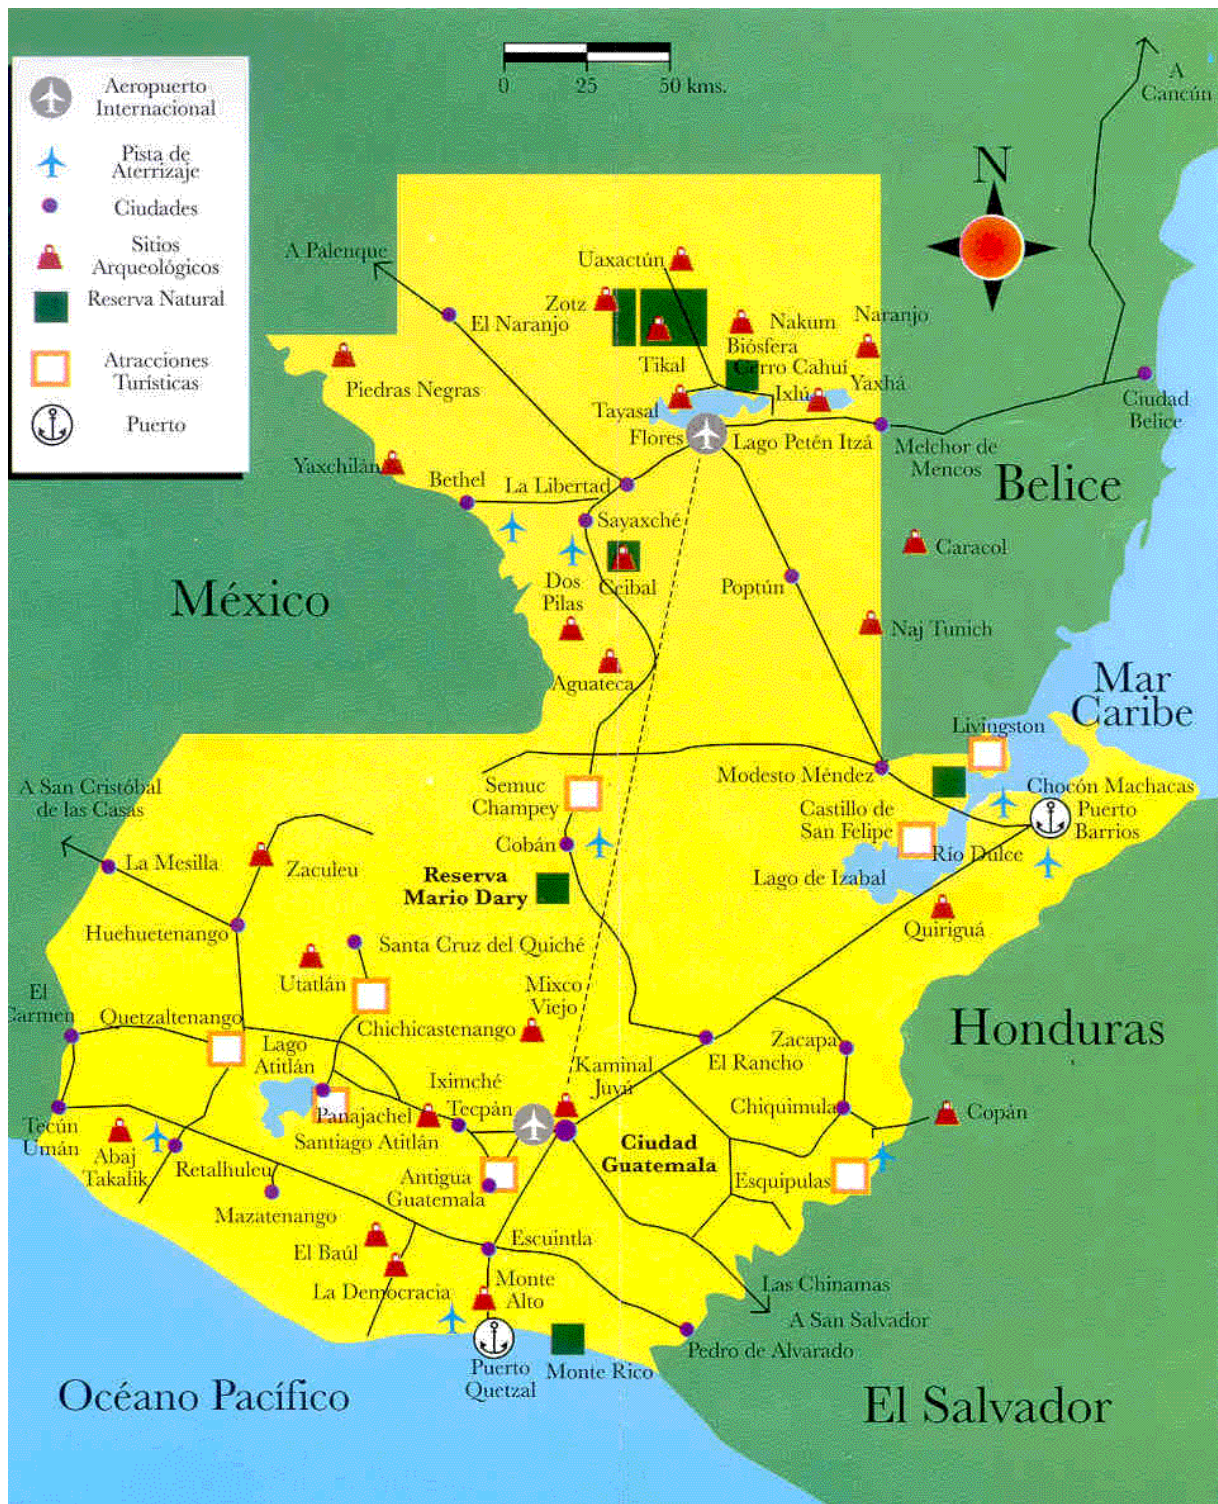 Aeropuerto
Internacional
Pista de
Aterrizaje
Ciudades
Sitios
Arqueológicos
Reserva Natural
Atracciones
Turísticas
Puerto
0 25 50 kms.
A
Cancún
N
A Palenque
Uaxactún
Zotz
El Naranjo
Nakum
Naranjo
Biósfera
Tikal
Cerro Cahuí
Piedras Negras
Ixlú
Yaxhá
Tayasal
Ciudad
Belice
Flores
Lago Petén Itzá
Melchor de
Mencos
Yaxchilán
Bethel
La Libertad
Belice
Sayaxché
Caracol
Dos
Pilas
Ceibal
Poptún
México
Naj Tunich
Aguateca
Mar
Caribe
Livingston
Modesto Méndez
A San Cristóbal
de las Casas
Semuc
Champey
Chocón Machacas
Castillo de
San Felipe
Puerto
Barrios
Cobán
La Mesilla
Zaculeu
Río Dulce
Reserva
Mario Dary
Lago de Izabal
Huehuetenango
Quiriguá
Santa Cruz del Quiché
Utatlán
Mixco
Viejo
El
Carmen
Quetzaltenango
Chichicastenango
Honduras
Lago
Atitlán
Zacapa
El Rancho
Kaminal
Juyú
Iximché
Tecpán
Chiquimula
Copán
Panajachel
Santiago Atitlán
Tecún
Umán
Abaj
Takalik
Retalhuleu
Ciudad
Guatemala
Antigua
Guatemala
Esquipulas
Mazatenango
El Baúl
Escuintla
La Democracia
Monte
Alto
Las Chinamas
A San Salvador
Pedro de Alvarado
Puerto
Quetzal
Monte Rico
Océano Pacífico
El Salvador